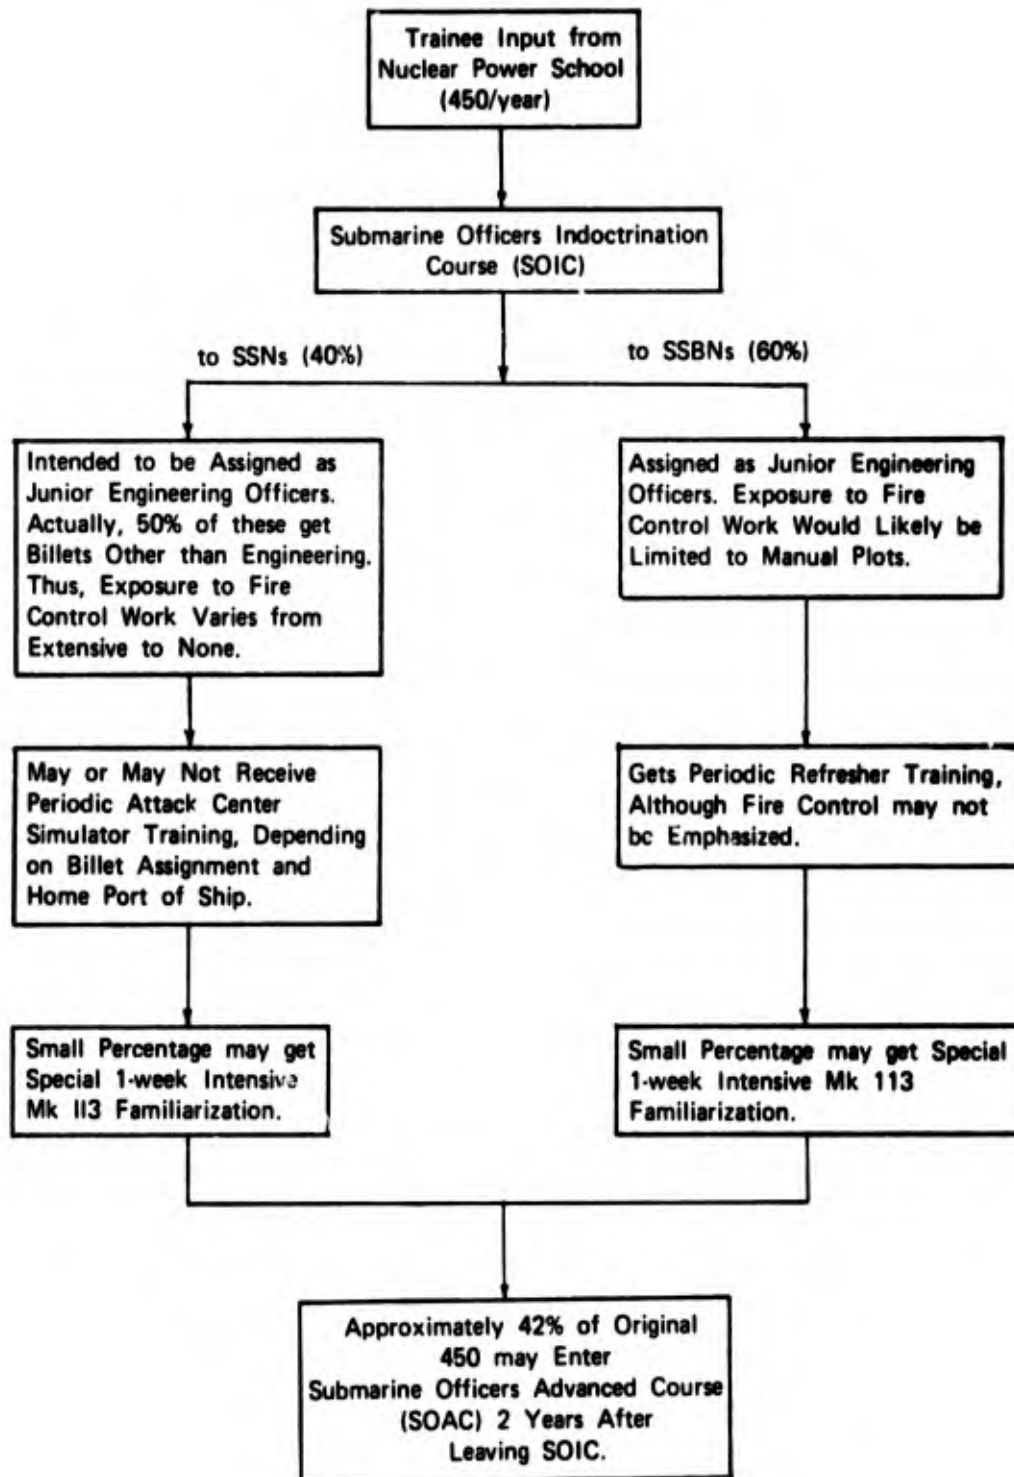 Trainee Input from
Nuclear Power School
(450/year)
Submarine Officers Indoctrination
Course (SOIC)
to SSNs (40%)
to SSBNs (60%)
Intended to be Assigned as
Junior Engineering Officers.
Actually, 50% of these get
Billets Other than Engineering.
Thus, Exposure to Fire
Control Work Varies from
Extensive to None.
Assigned as Junior Engineering
Officers. Exposure to Fire
Control Work Would Likely be
Limited to Manual Plots.
May or May Not Receive
Periodic Attack Center
Simulator Training, Depending
on Billet Assignment and
Home Port of Ship.
Gets Periodic Refresher Training,
Although Fire Control may not
be Emphasized.
Small Percentage may get
Special 1-week Intensive
Mk 113 Familiarization.
Small Percentage may get Special
1-week Intensive Mk 113
Familiarization.
Approximately 42% of Original
450 may Enter
Submarine Officers Advanced Course
(SOAC) 2 Years After
Leaving SOIC.